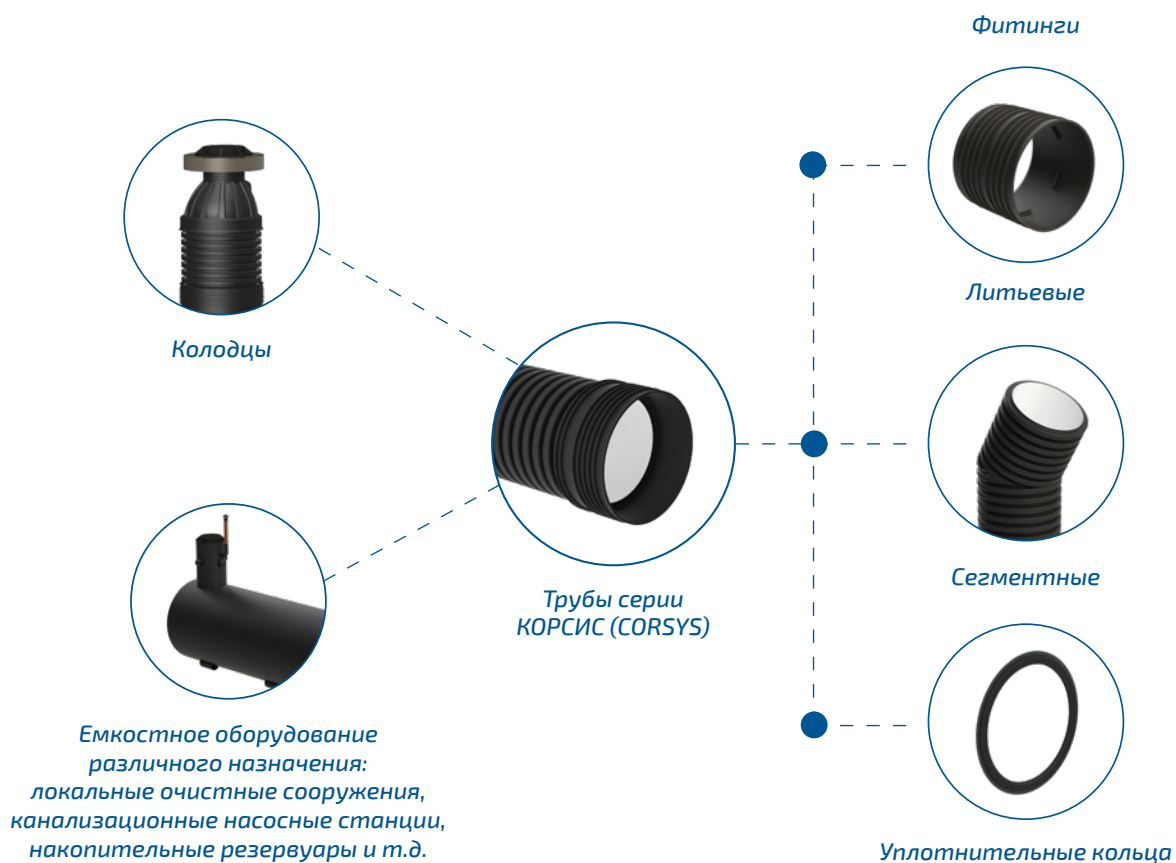 Фитинги
Литьевые
Колодцы
Сегментные
Трубы серии
КОРСИС (CORSYS)
Емкостное оборудование
различного назначения:
локальные очистные сооружения,
канализационные насосные станции,
накопительные резервуары и т.д.
Уплотнительные кольца